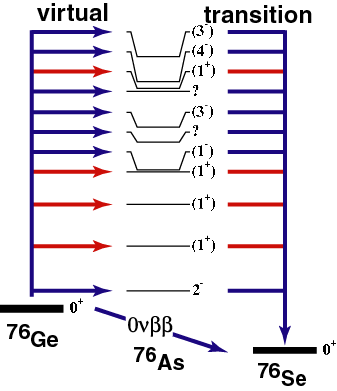 virtual transition
(3⁻)
(4⁻)
(1⁺)
?
(3⁻)
?
(1⁻)
(1⁺)
(1⁺)
(1⁺)
2⁻
0⁺
⁷⁶Ge
0νββ
⁷⁶As
0⁺
⁷⁶Se